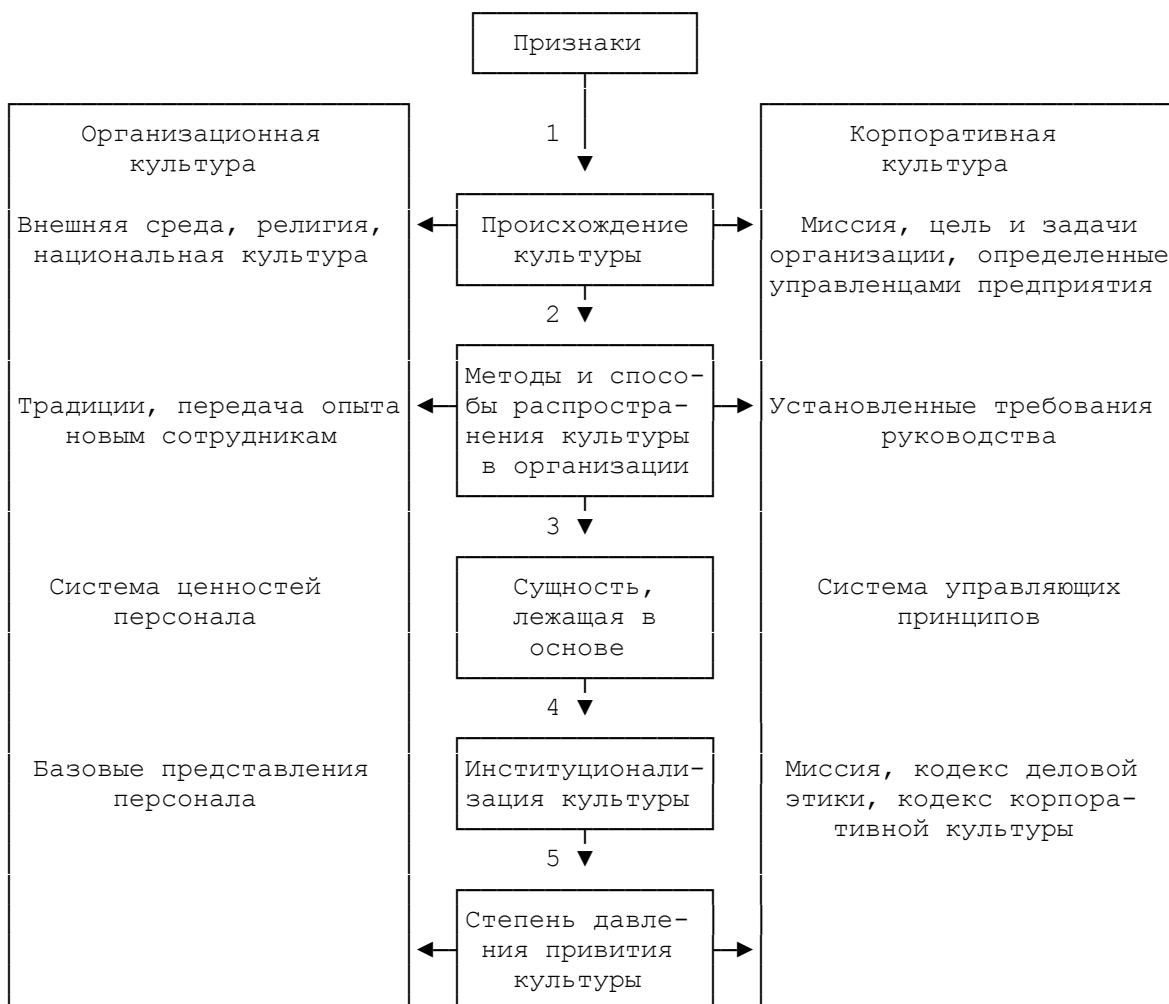 Признаки
1
Организационная
культура
Корпоративная
культура
Внешняя среда, религия,
национальная культура
Происхождение
культуры
Миссия, цель и задачи
организации, определенные
управленцами предприятия
2
Традиции, передача опыта
новым сотрудникам
Методы и спосо-
бы распростра-
нения культуры
в организации
Установленные требования
руководства
3
Система ценностей
персонала
Сущность,
лежащая в
основе
Система управляющих
принципов
4
Базовые представления
персонала
Институционали-
зация культуры
Миссия, кодекс деловой
этики, кодекс корпора-
тивной культуры
5
Степень давле-
ния привития
культуры